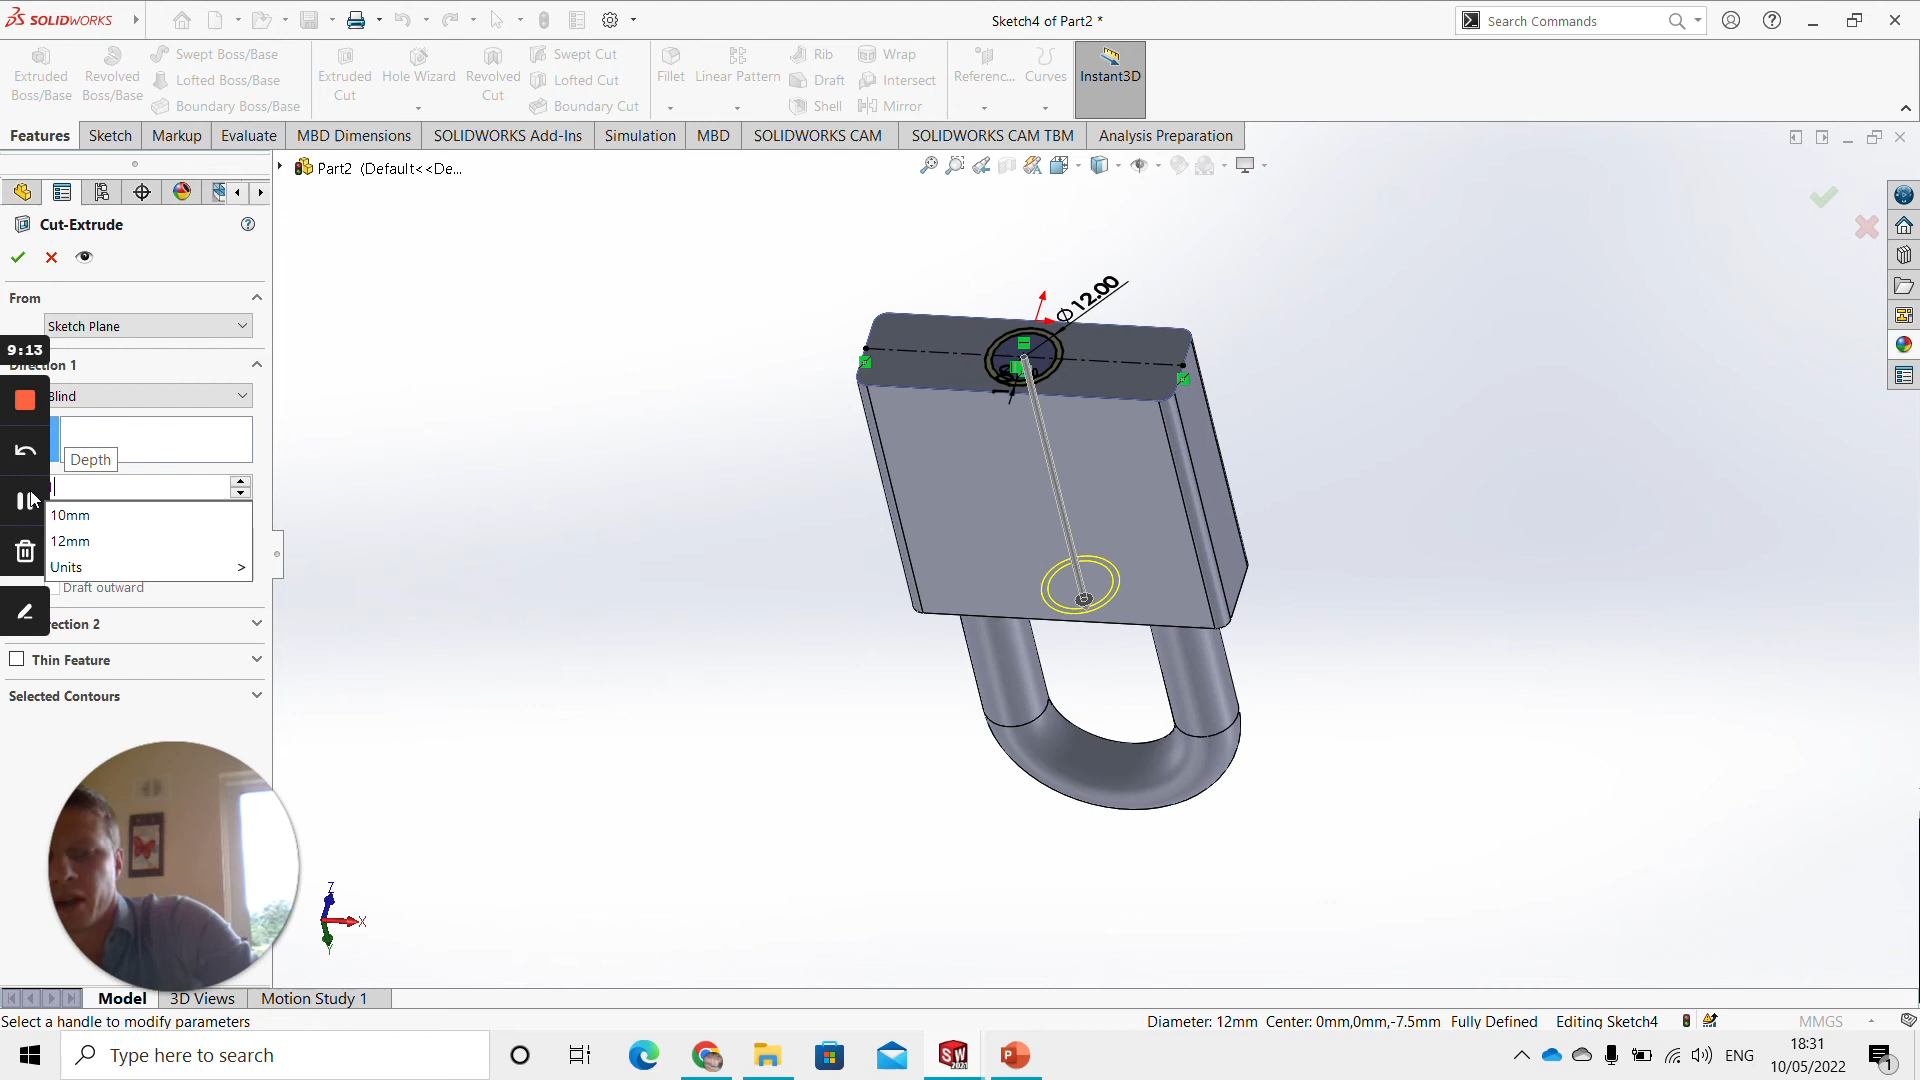 SOLIDWORKS
Sketch4 of Part2 *
Search Commands
Extruded Boss/Base
Revolved Boss/Base
Swept Boss/Base
Lofted Boss/Base
Boundary Boss/Base
Extruded Cut
Hole Wizard
Revolved Cut
Swept Cut
Lofted Cut
Boundary Cut
Fillet
Linear Pattern
Rib
Draft
Shell
Wrap
Intersect
Mirror
Referenc...
Curves
Instant3D
Features
Sketch
Markup
Evaluate
MBD Dimensions
SOLIDWORKS Add-Ins
Simulation
MBD
SOLIDWORKS CAM
SOLIDWORKS CAM TBM
Analysis Preparation
Part2 (Default<<De...
Cut-Extrude
From
Sketch Plane
9:13
Direction 1
Blind
Depth
10mm
12mm
Units >
Draft outward
rection 2
Thin Feature
Selected Contours
Φ12.00
Z
X
Y
Model
3D Views
Motion Study 1
Select a handle to modify parameters
Diameter: 12mm Center: 0mm,0mm,-7.5mm
Fully Defined
Editing Sketch4
MMGS
Type here to search
SW
2021
P
ENG
18:31
10/05/2022
1